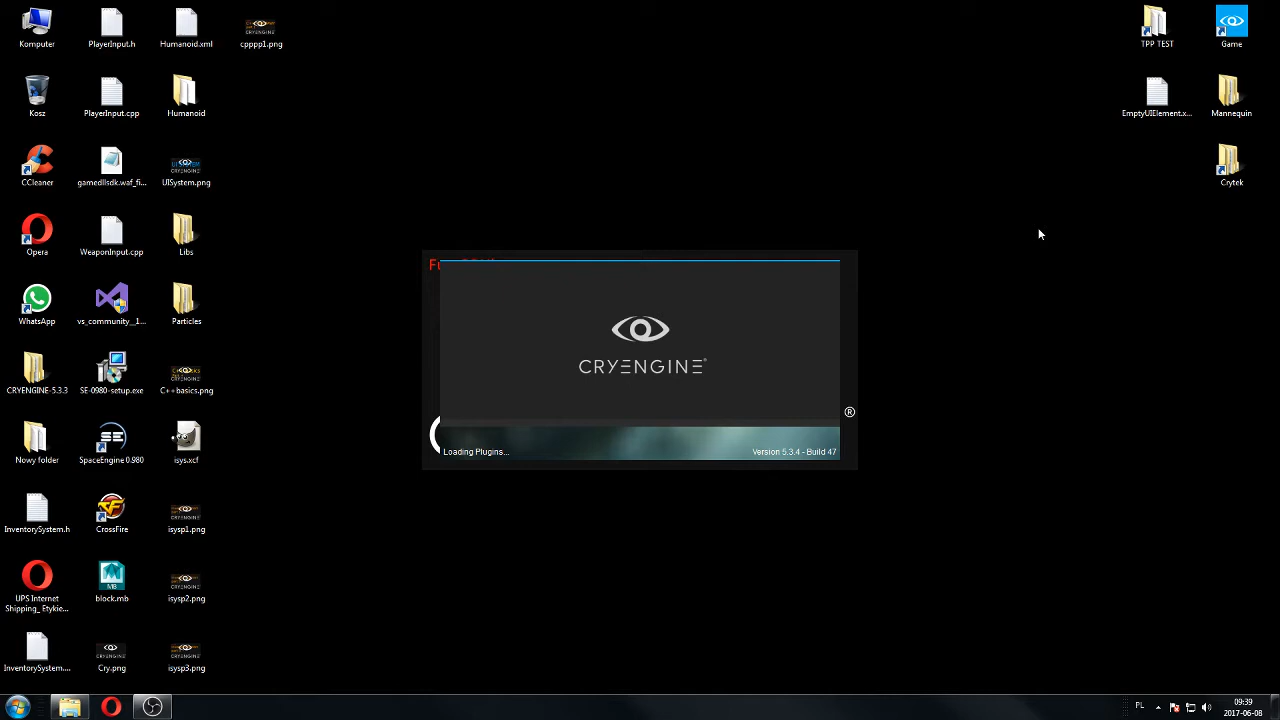 Komputer
PlayerInput.h
Humanoid.xml
cpppp1.png
TPP TEST
Game
Kosz
PlayerInput.cpp
Humanoid
EmptyUIElement.x...
Mannequin
CCleaner
gamedllsdk.waf_fi...
UISystem.png
Crytek
Opera
WeaponInput.cpp
Libs
WhatsApp
vs_community__1...
Particles
CRYENGINE®
CRYENGINE-5.3.3
SE-0980-setup.exe
C++basics.png
®
Loading Plugins...
Version 5.3.4 - Build 47
Nowy folder
SpaceEngine 0.980
isys.xcf
InventorySystem.h
CrossFire
isysp1.png
UPS Internet
Shipping_ Etykie...
block.mb
isysp2.png
InventorySystem....
Cry.png
isysp3.png
PL
09:39
2017-06-08